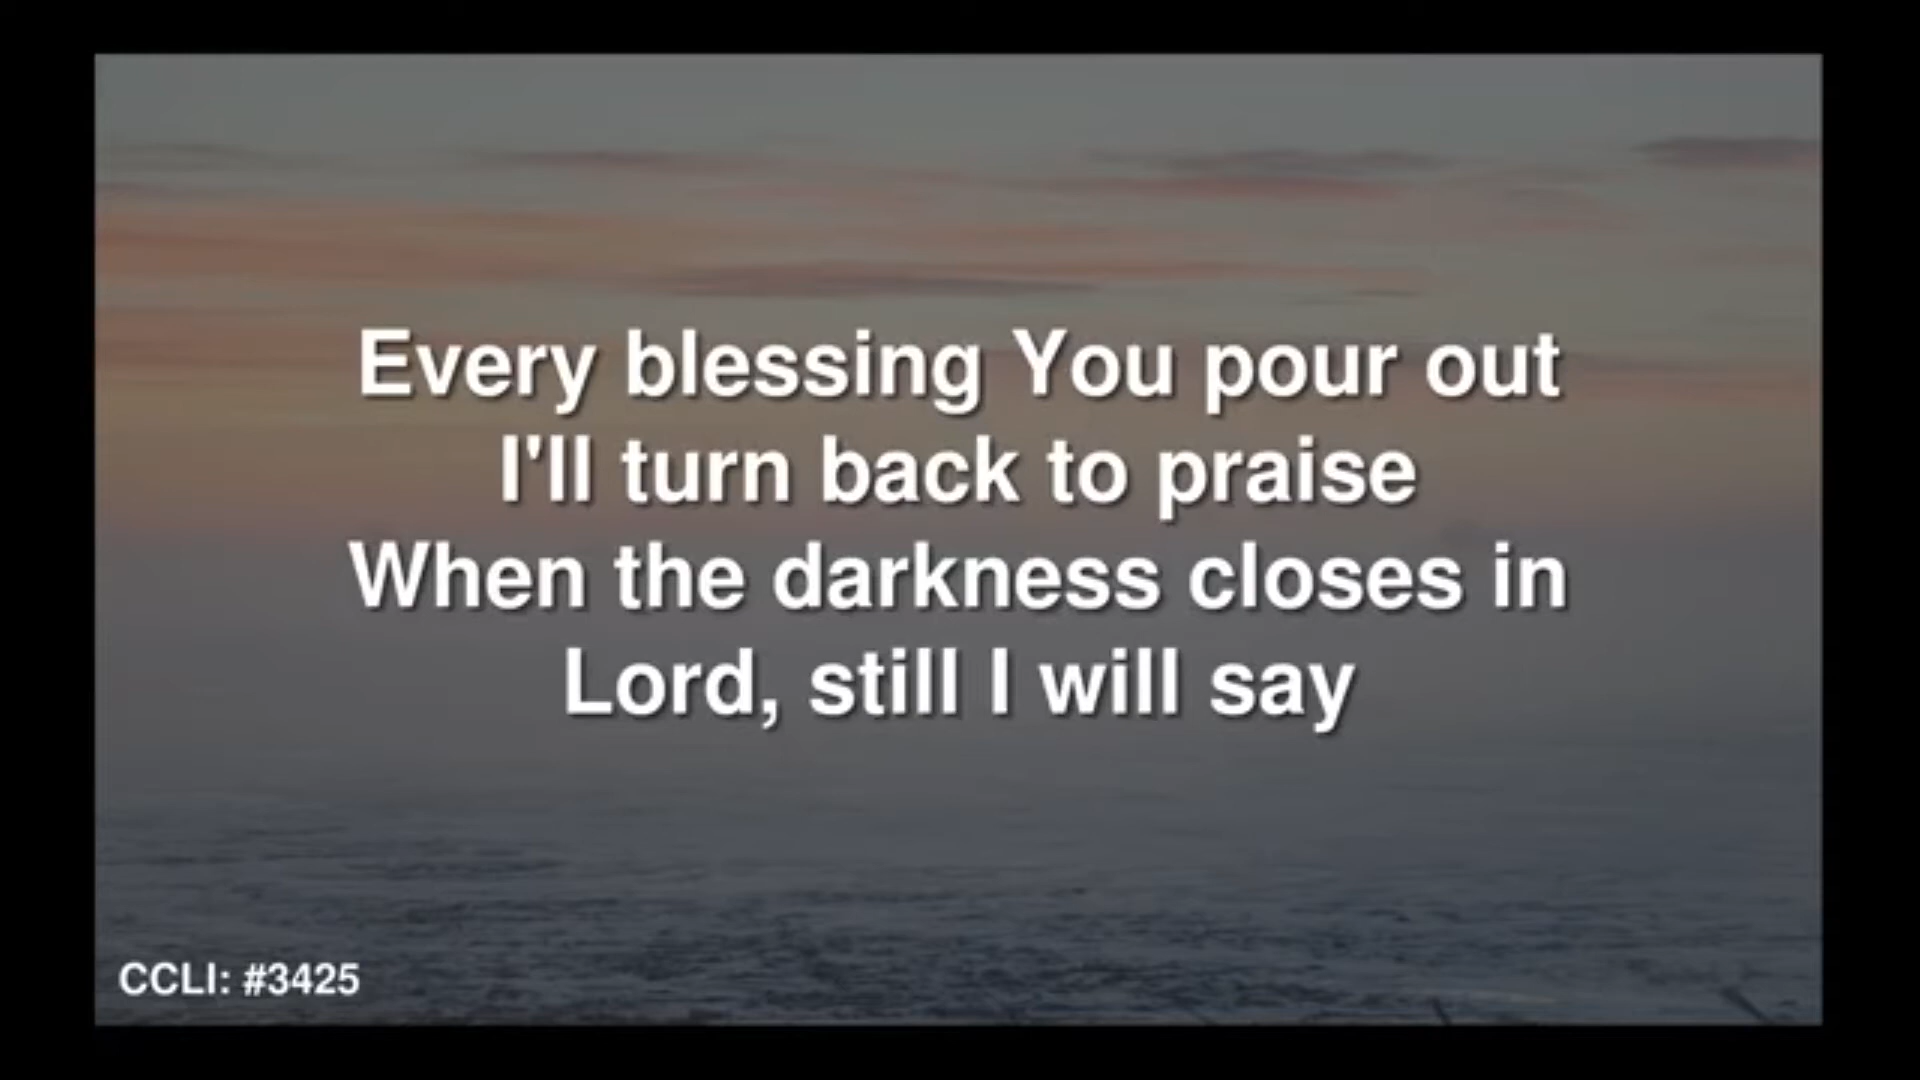 Every blessing You pour out
I'll turn back to praise
When the darkness closes in
Lord, still I will say
CCLI: #3425